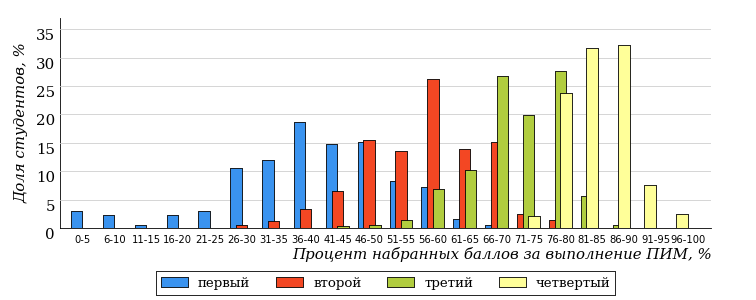 Доля студентов, %
35
30
25
20
15
10
5
0
0-5 6-10 11-15 16-20 21-25 26-30 31-35 36-40 41-45 46-50 51-55 56-60 61-65 66-70 71-75 76-80 81-85 86-90 91-95 96-100
Процент набранных баллов за выполнение ПИМ, %
первый второй третий четвертый